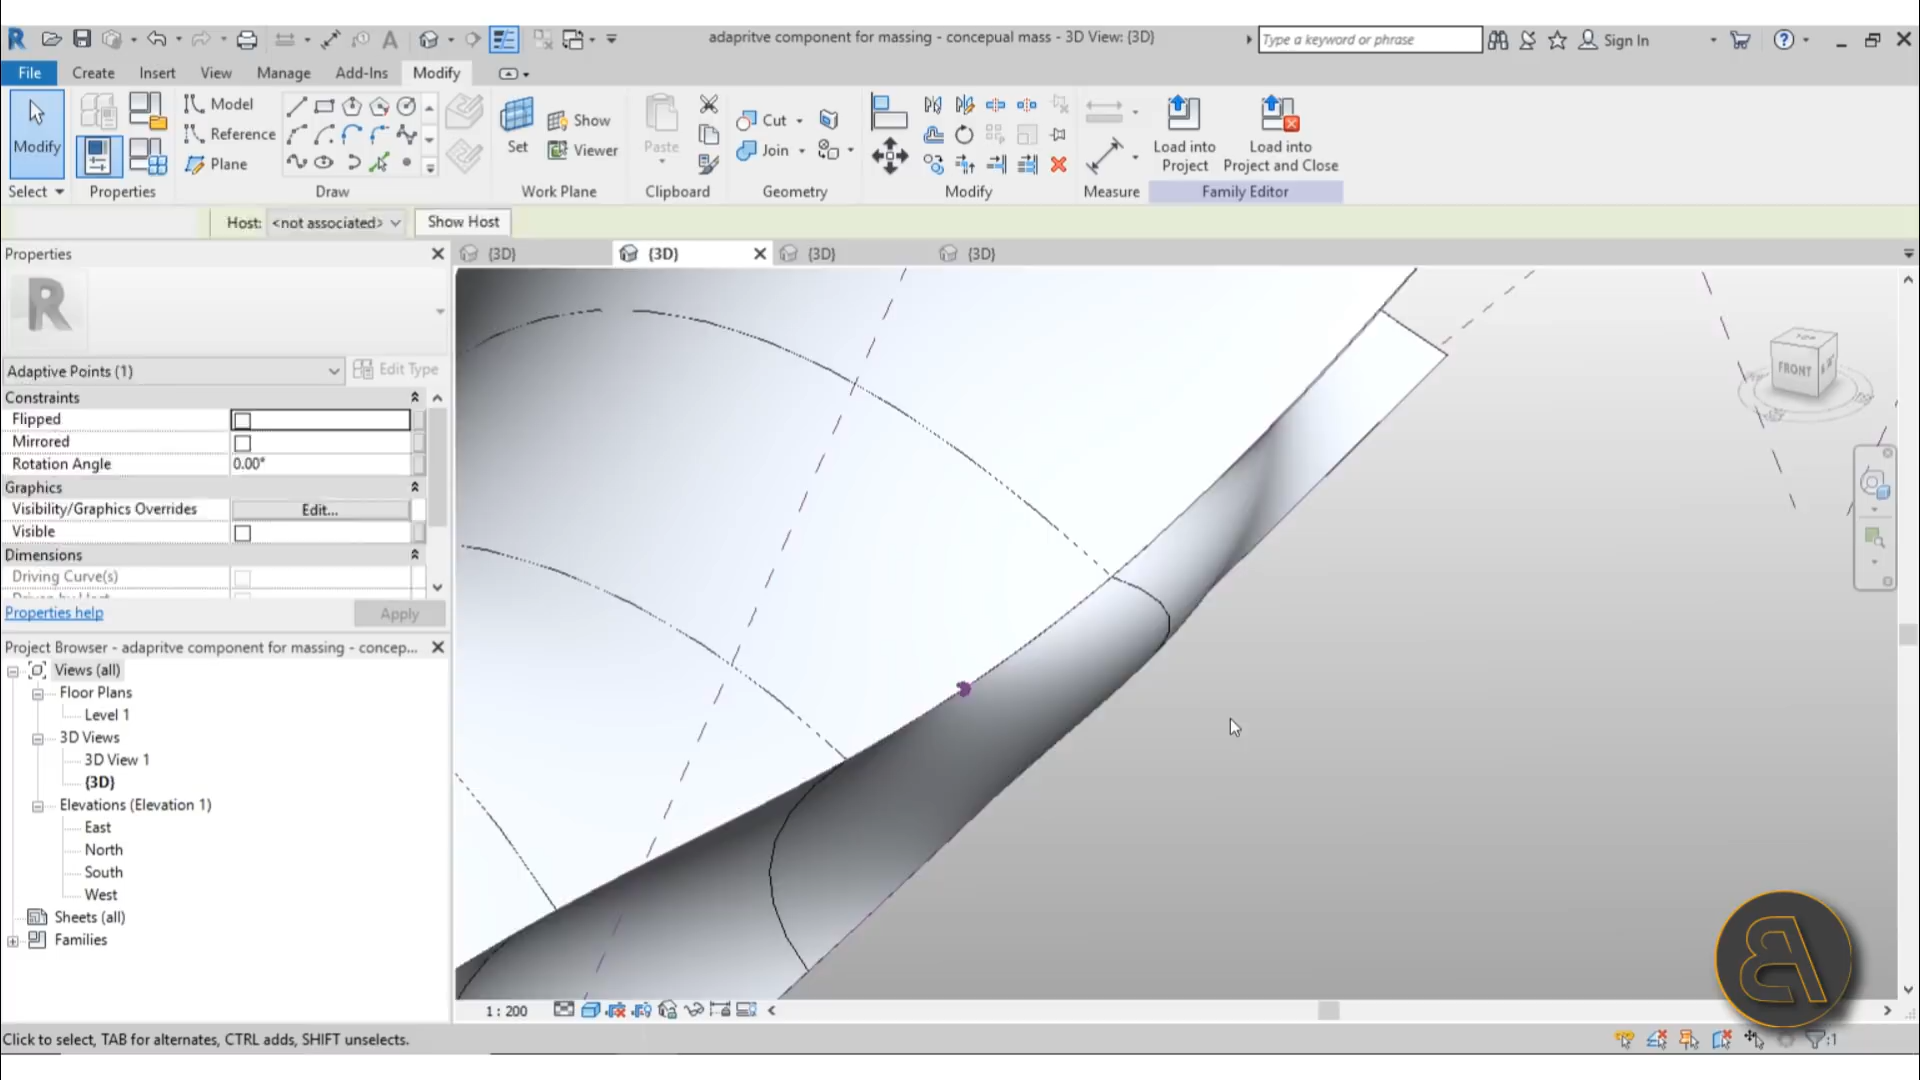 adapritve component for massing - concepual mass - 3D View: {3D}
Type a keyword or phrase
Sign In
File
Create
Insert
View
Manage
Add-Ins
Modify
Modify
Model
Reference
Plane
Set
Show
Viewer
Paste
Cut
Join
Load into Project
Load into Project and Close
Select
Properties
Draw
Work Plane
Clipboard
Geometry
Modify
Measure
Family Editor
Host: <not associated>
Show Host
Properties
{3D}
{3D}
{3D}
{3D}
R
Adaptive Points (1)
Edit Type
Constraints
Flipped
Mirrored
Rotation Angle
0.00°
Graphics
Visibility/Graphics Overrides
Edit...
Visible
Dimensions
Driving Curve(s)
Properties help
Apply
TOP
FRONT
Project Browser - adapritve component for massing - concep...
Views (all)
Floor Plans
Level 1
3D Views
3D View 1
{3D}
Elevations (Elevation 1)
East
North
South
West
Sheets (all)
Families
1 : 200
Click to select, TAB for alternates, CTRL adds, SHIFT unselects.
:1